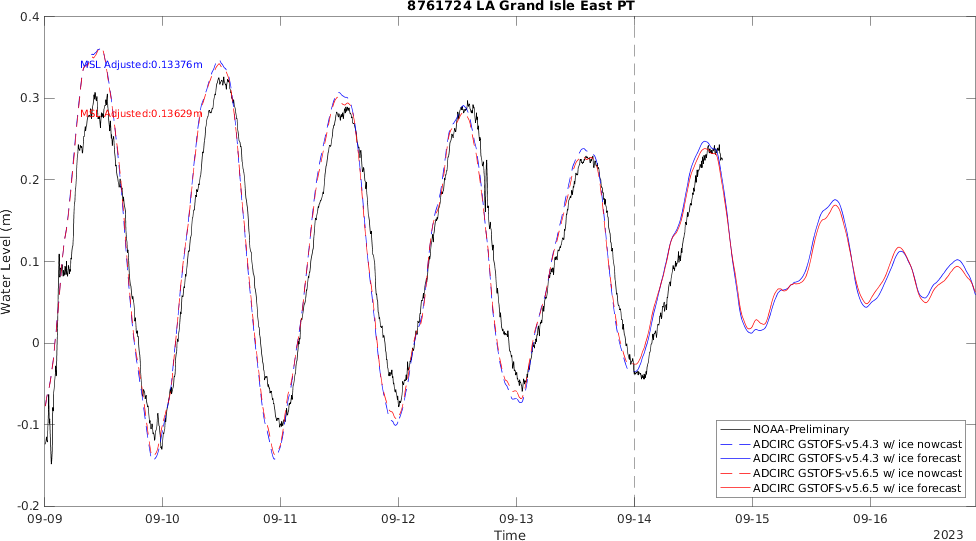 8761724 LA Grand Isle East PT
MSL Adjusted:0.13376m
MSL Adjusted:0.13629m
Water Level (m)
0.4
0.3
0.2
0.1
0
-0.1
-0.2
NOAA-Preliminary
ADCIRC GSTOFS-v5.4.3 w/ ice nowcast
ADCIRC GSTOFS-v5.4.3 w/ ice forecast
ADCIRC GSTOFS-v5.6.5 w/ ice nowcast
ADCIRC GSTOFS-v5.6.5 w/ ice forecast
09-09 09-10 09-11 09-12 09-13 09-14 09-15 09-16
Time
2023